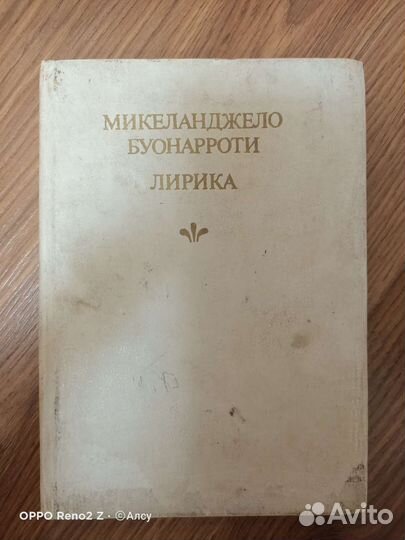 МИКЕЛАНДЖЕЛО
БУОНАРРОТИ
ЛИРИКА
OPPO Reno2 Z · ©Алсу
Avito